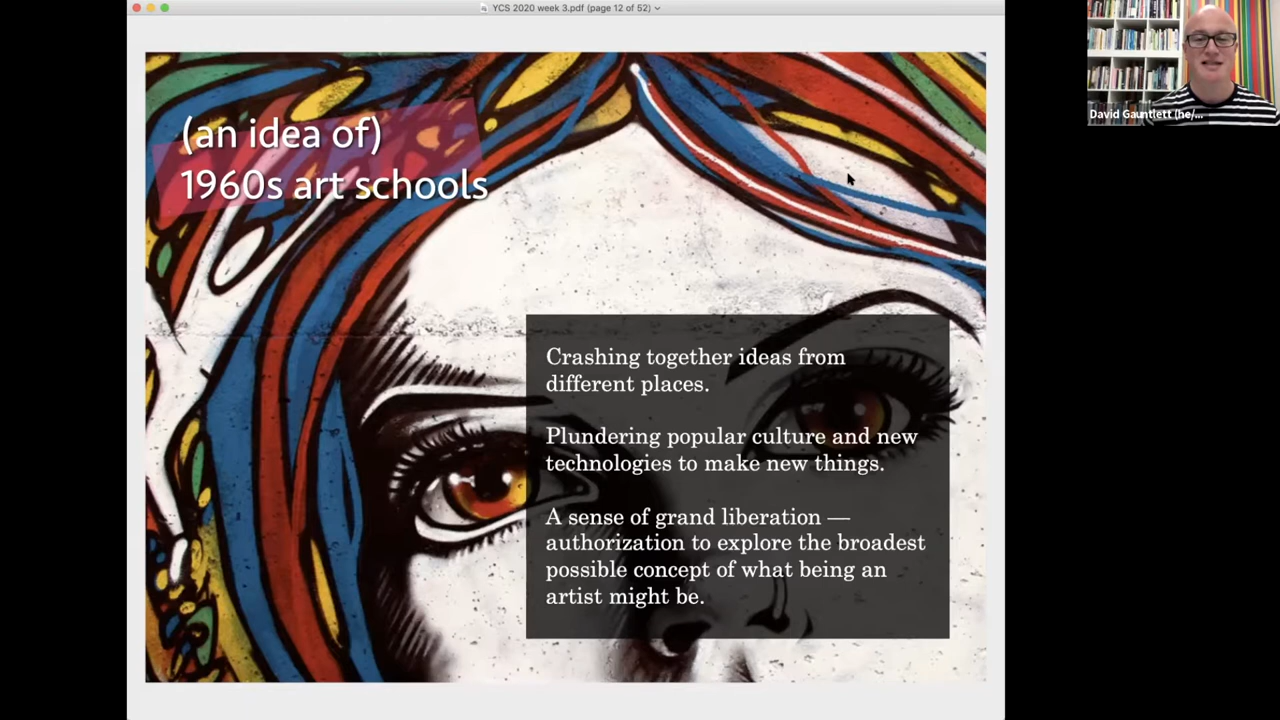 YCS 2020 week 3.pdf (page 12 of 52)
(an idea of)
1960s art schools
Crashing together ideas from
different places.
Plundering popular culture and new
technologies to make new things.
A sense of grand liberation —
authorization to explore the broadest
possible concept of what being an
artist might be.
David Gauntlett (he/...